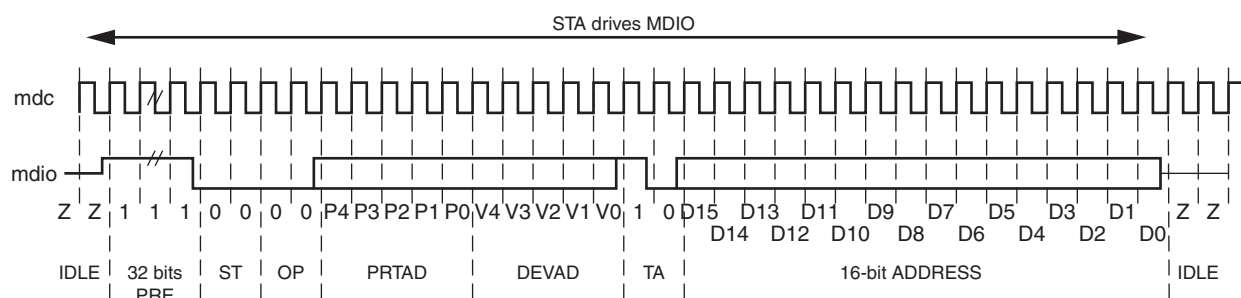 STA drives MDIO
mdc
mdio
Z Z 1 1 1 0 0 0 0 P4 P3 P2 P1 P0 V4 V3 V2 V1 V0 1 0 D15 D13 D11 D9 D7 D5 D3 D1 Z Z
D14 D12 D10 D8 D6 D4 D2 D0
IDLE 32 bits ST OP PRTAD DEVAD TA 16-bit ADDRESS IDLE
PRE